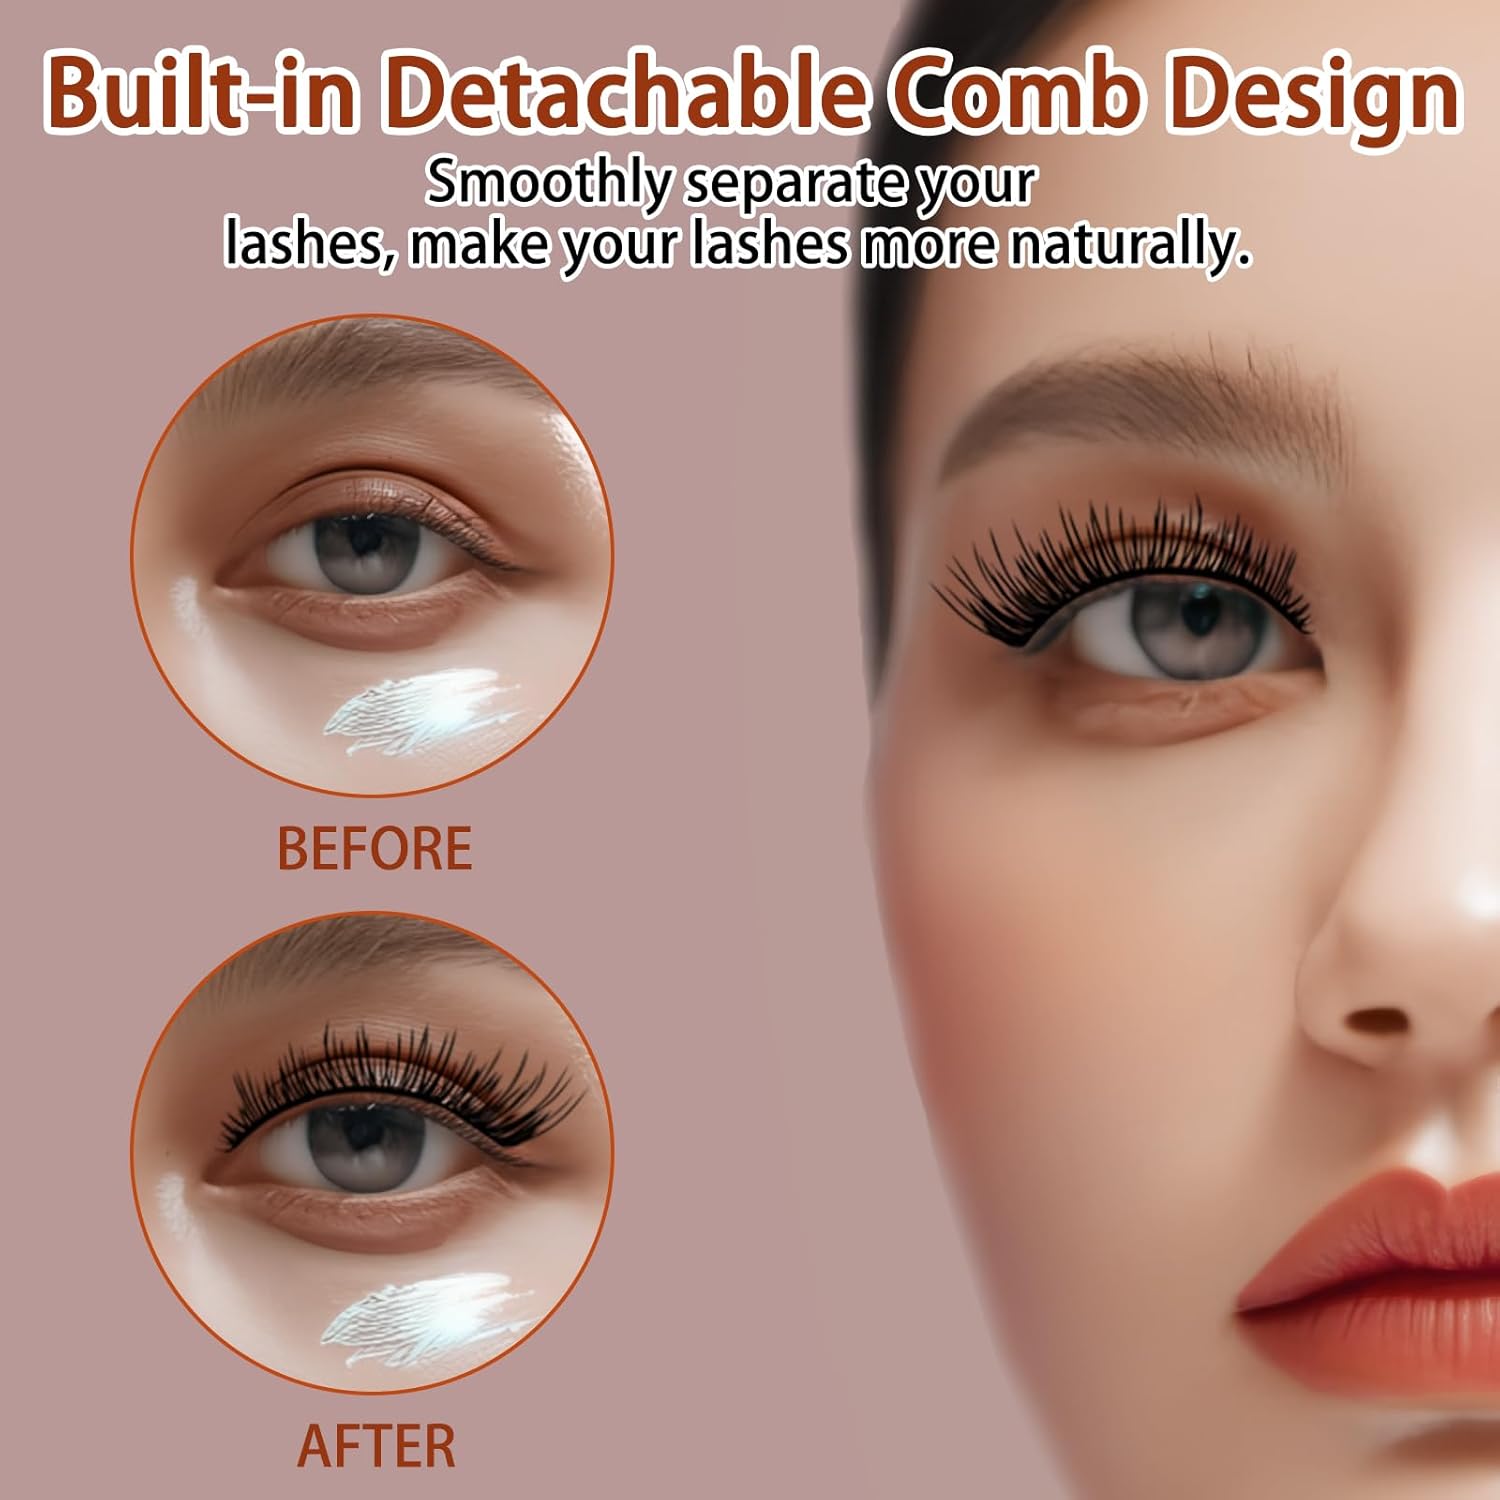 Built-in Detachable Comb Design
Smoothly separate your
lashes, make your lashes more naturally.
BEFORE
AFTER